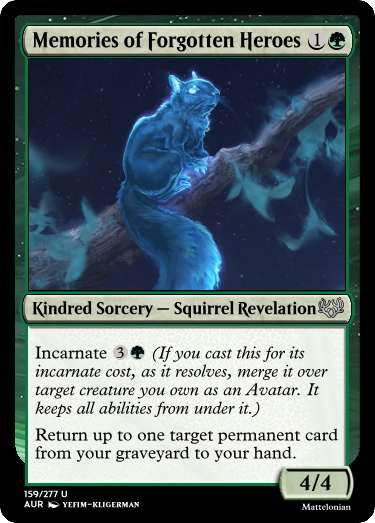 Memories of Forgotten Heroes 1
Kindred Sorcery — Squirrel Revelation
Incarnate 3 (If you cast this for its
incarnate cost, as it resolves, merge it over
target creature you own as an Avatar. It
keeps all abilities from under it.)
Return up to one target permanent card
from your graveyard to your hand.
4/4
159/277 U
AUR YEFIM-KLIGERMAN
Mattelonian